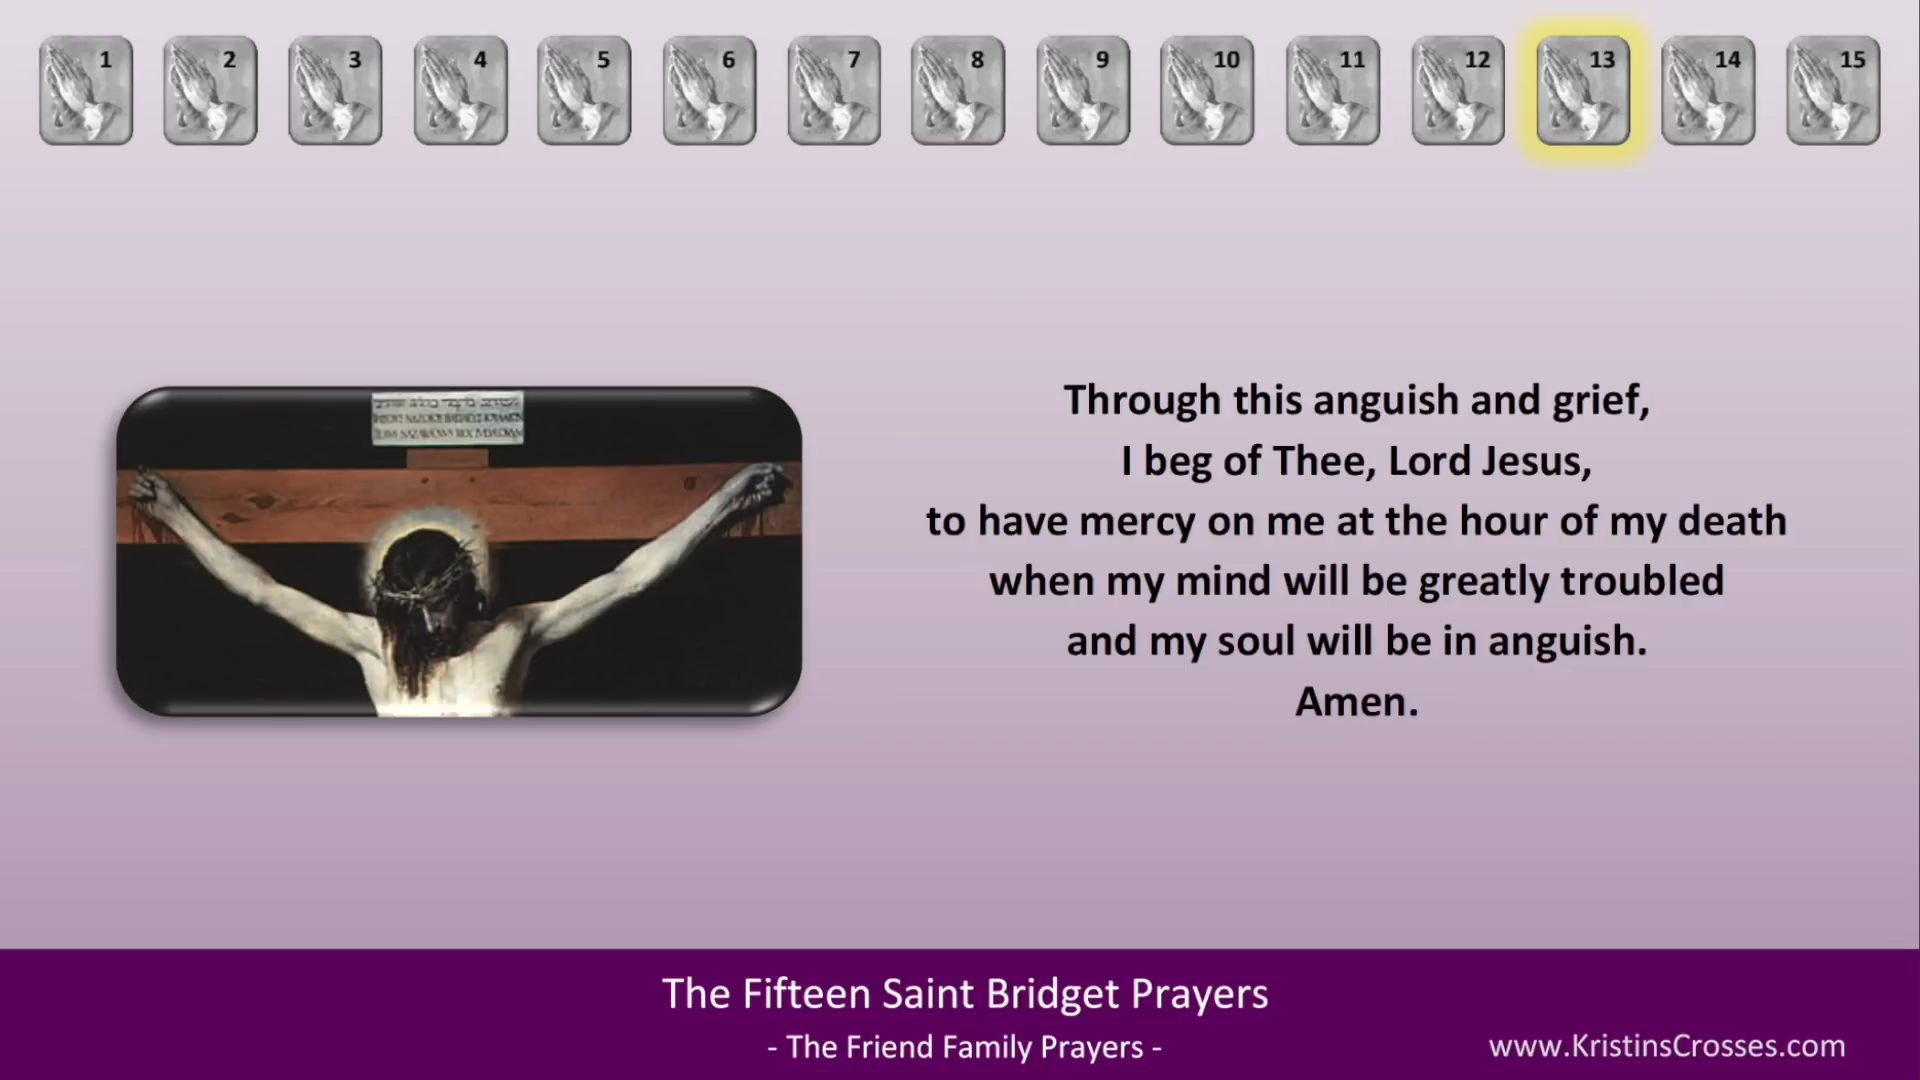 1 2 3 4 5 6 7 8 9 10 11 12 13 14 15
Through this anguish and grief,
I beg of Thee, Lord Jesus,
to have mercy on me at the hour of my death
when my mind will be greatly troubled
and my soul will be in anguish.
Amen.
The Fifteen Saint Bridget Prayers
- The Friend Family Prayers -
www.KristinsCrosses.com